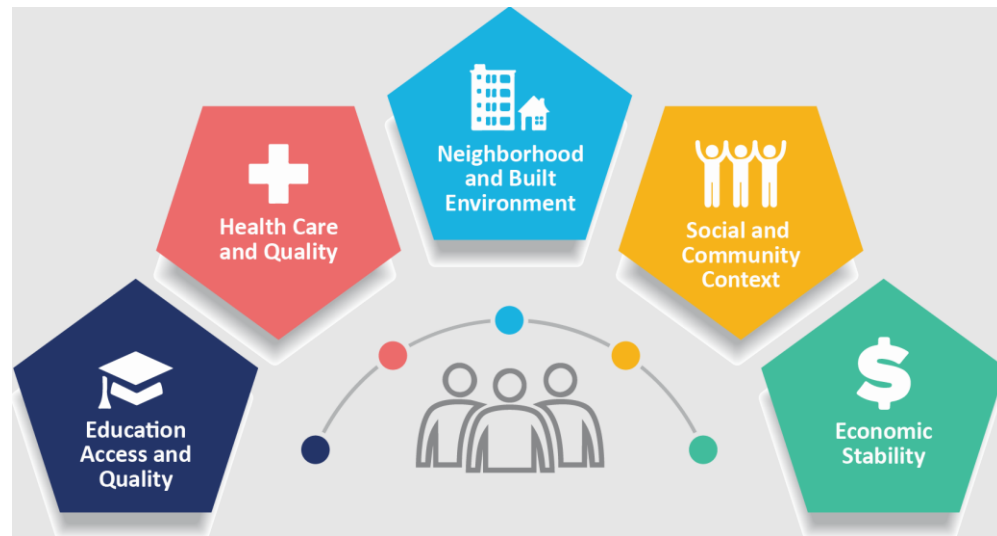 Education
Access and
Quality
Health Care
and Quality
Neighborhood
and Built
Environment
Social and
Community
Context
$
Economic
Stability